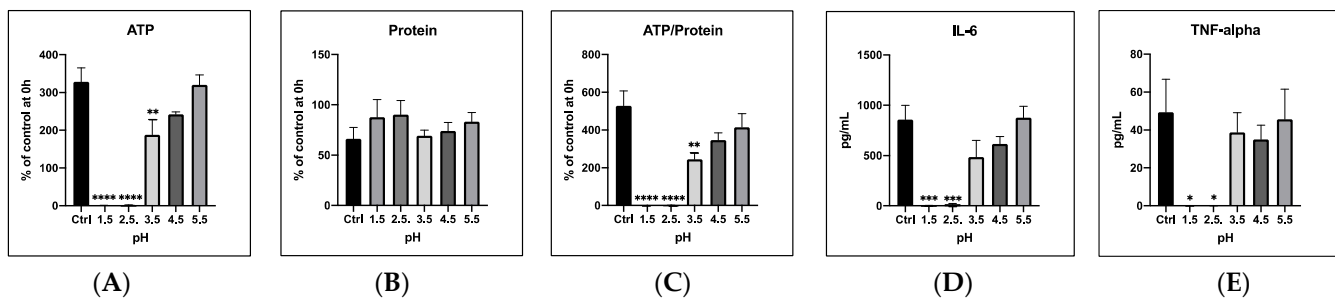 ATP
% of control at 0h
400
300
200
100
0
**
**** ****
Ctrl 1.5 2.5. 3.5 4.5 5.5
pH
(A)
Protein
% of control at 0h
150
100
50
0
Ctrl 1.5 2.5. 3.5 4.5 5.5
pH
(B)
ATP/Protein
% of control at 0h
800
600
400
200
0
**
**** ****
Ctrl 1.5 2.5. 3.5 4.5 5.5
pH
(C)
IL-6
pg/mL
1500
1000
500
0
*** ***
Ctrl 1.5 2.5. 3.5 4.5 5.5
pH
(D)
TNF-alpha
pg/mL
80
60
40
20
0
* *
Ctrl 1.5 2.5. 3.5 4.5 5.5
pH
(E)